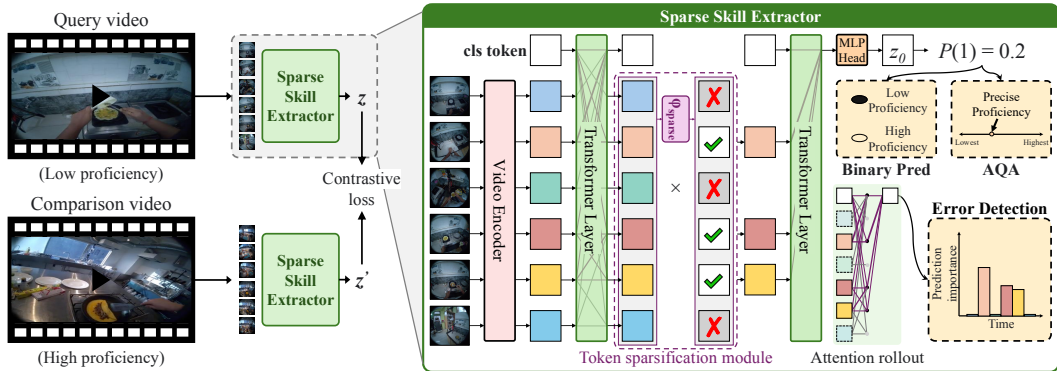 Query video
(Low proficiency)
Comparison video
(High proficiency)
Sparse
Skill
Extractor
z
Contrastive
loss
Sparse
Skill
Extractor
z'
Sparse Skill Extractor
cls token
Video Encoder
Transformer Layer
φsparse
×
Token sparsification module
Transformer Layer
MLP
Head
z0
P(1) = 0.2
Low
Proficiency
High
Proficiency
Binary Pred
Precise
Proficiency
Lowest
Highest
AQA
Attention rollout
Error Detection
Prediction
importance
Time